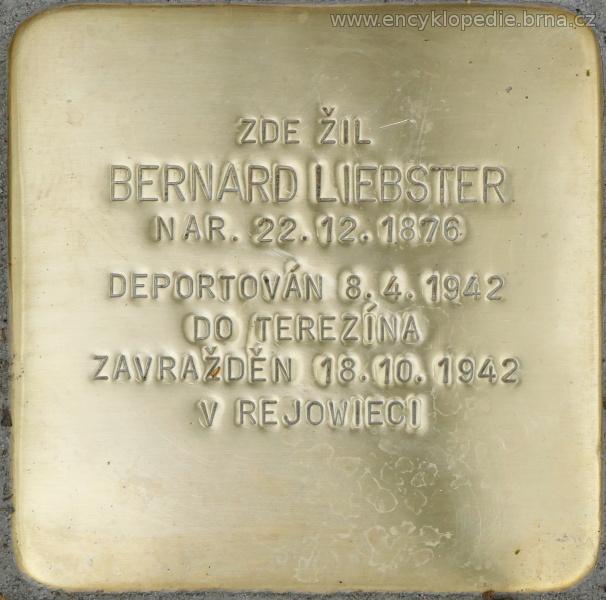 www.encyklopedie.brna.cz
ZDE ŽIL
BERNARD LIEBSTER
NAR. 22.12.1876
DEPORTOVÁN 8.4.1942
DO TEREZÍNA
ZAVRAŽDĚN 18.10.1942
V REJOWIECI